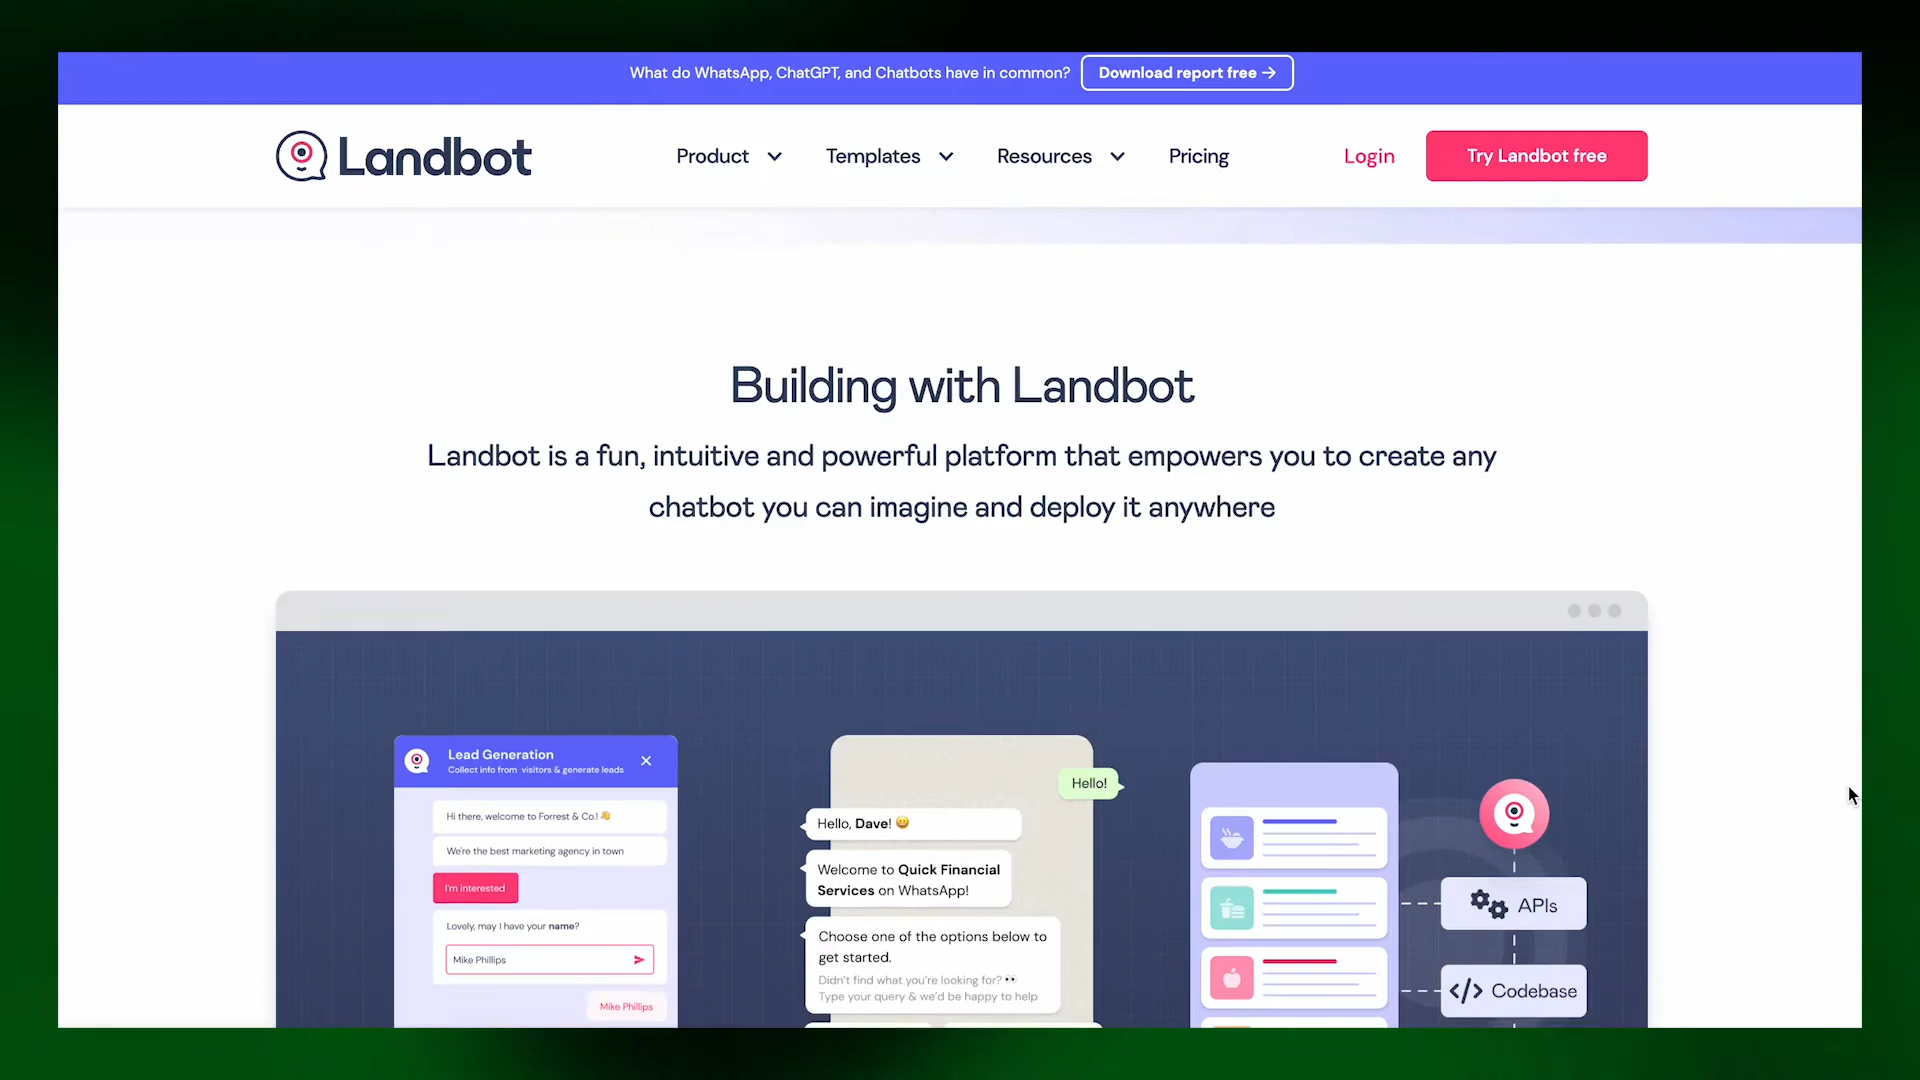 What do WhatsApp, ChatGPT, and Chatbots have in common? Download report free →
Landbot Product Templates Resources Pricing Login Try Landbot free
Building with Landbot
Landbot is a fun, intuitive and powerful platform that empowers you to create any
chatbot you can imagine and deploy it anywhere
Lead Generation
Collect info from visitors & generate leads
Hi there, welcome to Forrest & Co.! 👋
We're the best marketing agency in town
I'm interested
Lovely, may I have your name?
Mike Phillips
Mike Phillips
Hello!
Hello, Dave! 😀
Welcome to Quick Financial
Services on WhatsApp!
Choose one of the options below to
get started.
Didn't find what you're looking for? 👀
Type your query & we'd be happy to help
APIs
</> Codebase